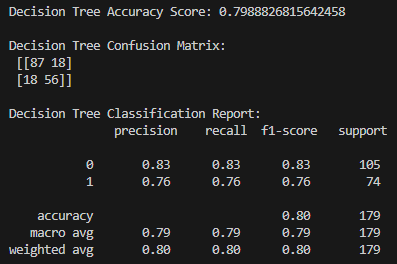 Decision Tree Accuracy Score: 0.7988826815642458
Decision Tree Confusion Matrix:
[[87 18]
[18 56]]
Decision Tree Classification Report:
precision recall f1-score support
0 0.83 0.83 0.83 105
1 0.76 0.76 0.76 74
accuracy 0.80 179
macro avg 0.79 0.79 0.79 179
weighted avg 0.80 0.80 0.80 179